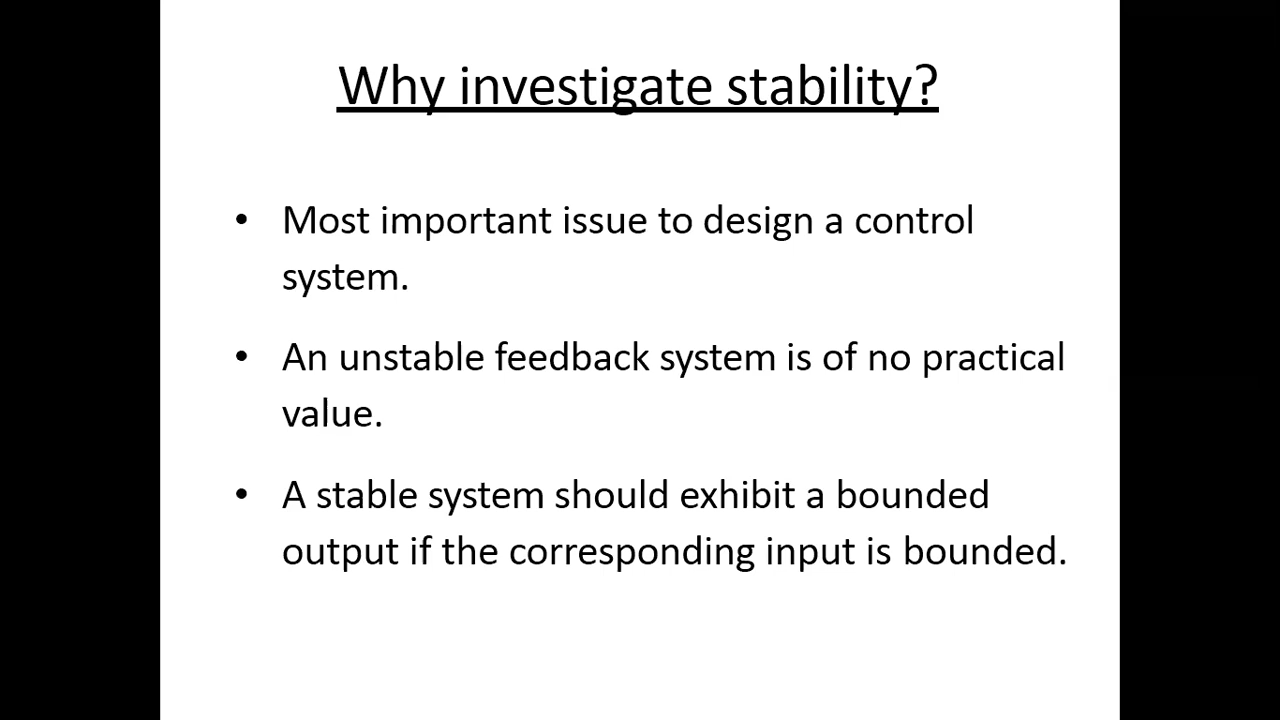 Why investigate stability?
• Most important issue to design a control
system.
• An unstable feedback system is of no practical
value.
• A stable system should exhibit a bounded
output if the corresponding input is bounded.